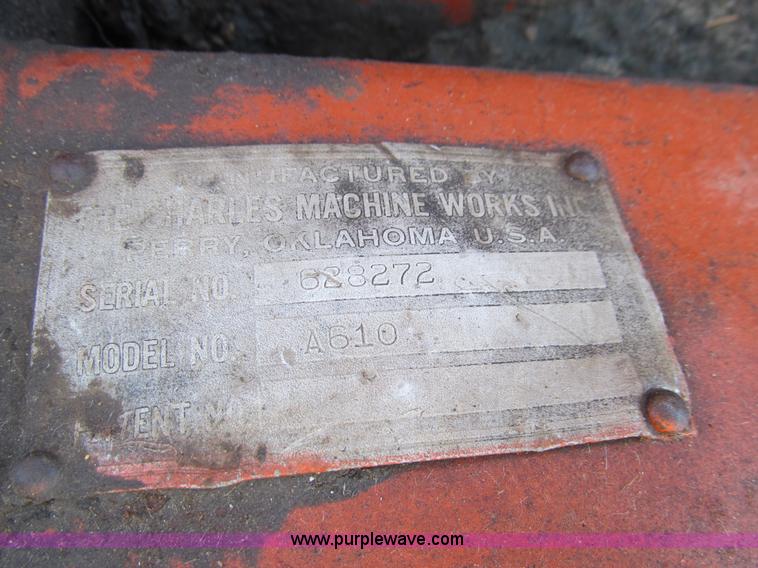 MANUFACTURED BY
THE CHARLES MACHINE WORKS INC
PERRY, OKLAHOMA U.S.A.
SERIAL NO. 628272
MODEL NO. A610
PATENT NO.
www.purplewave.com